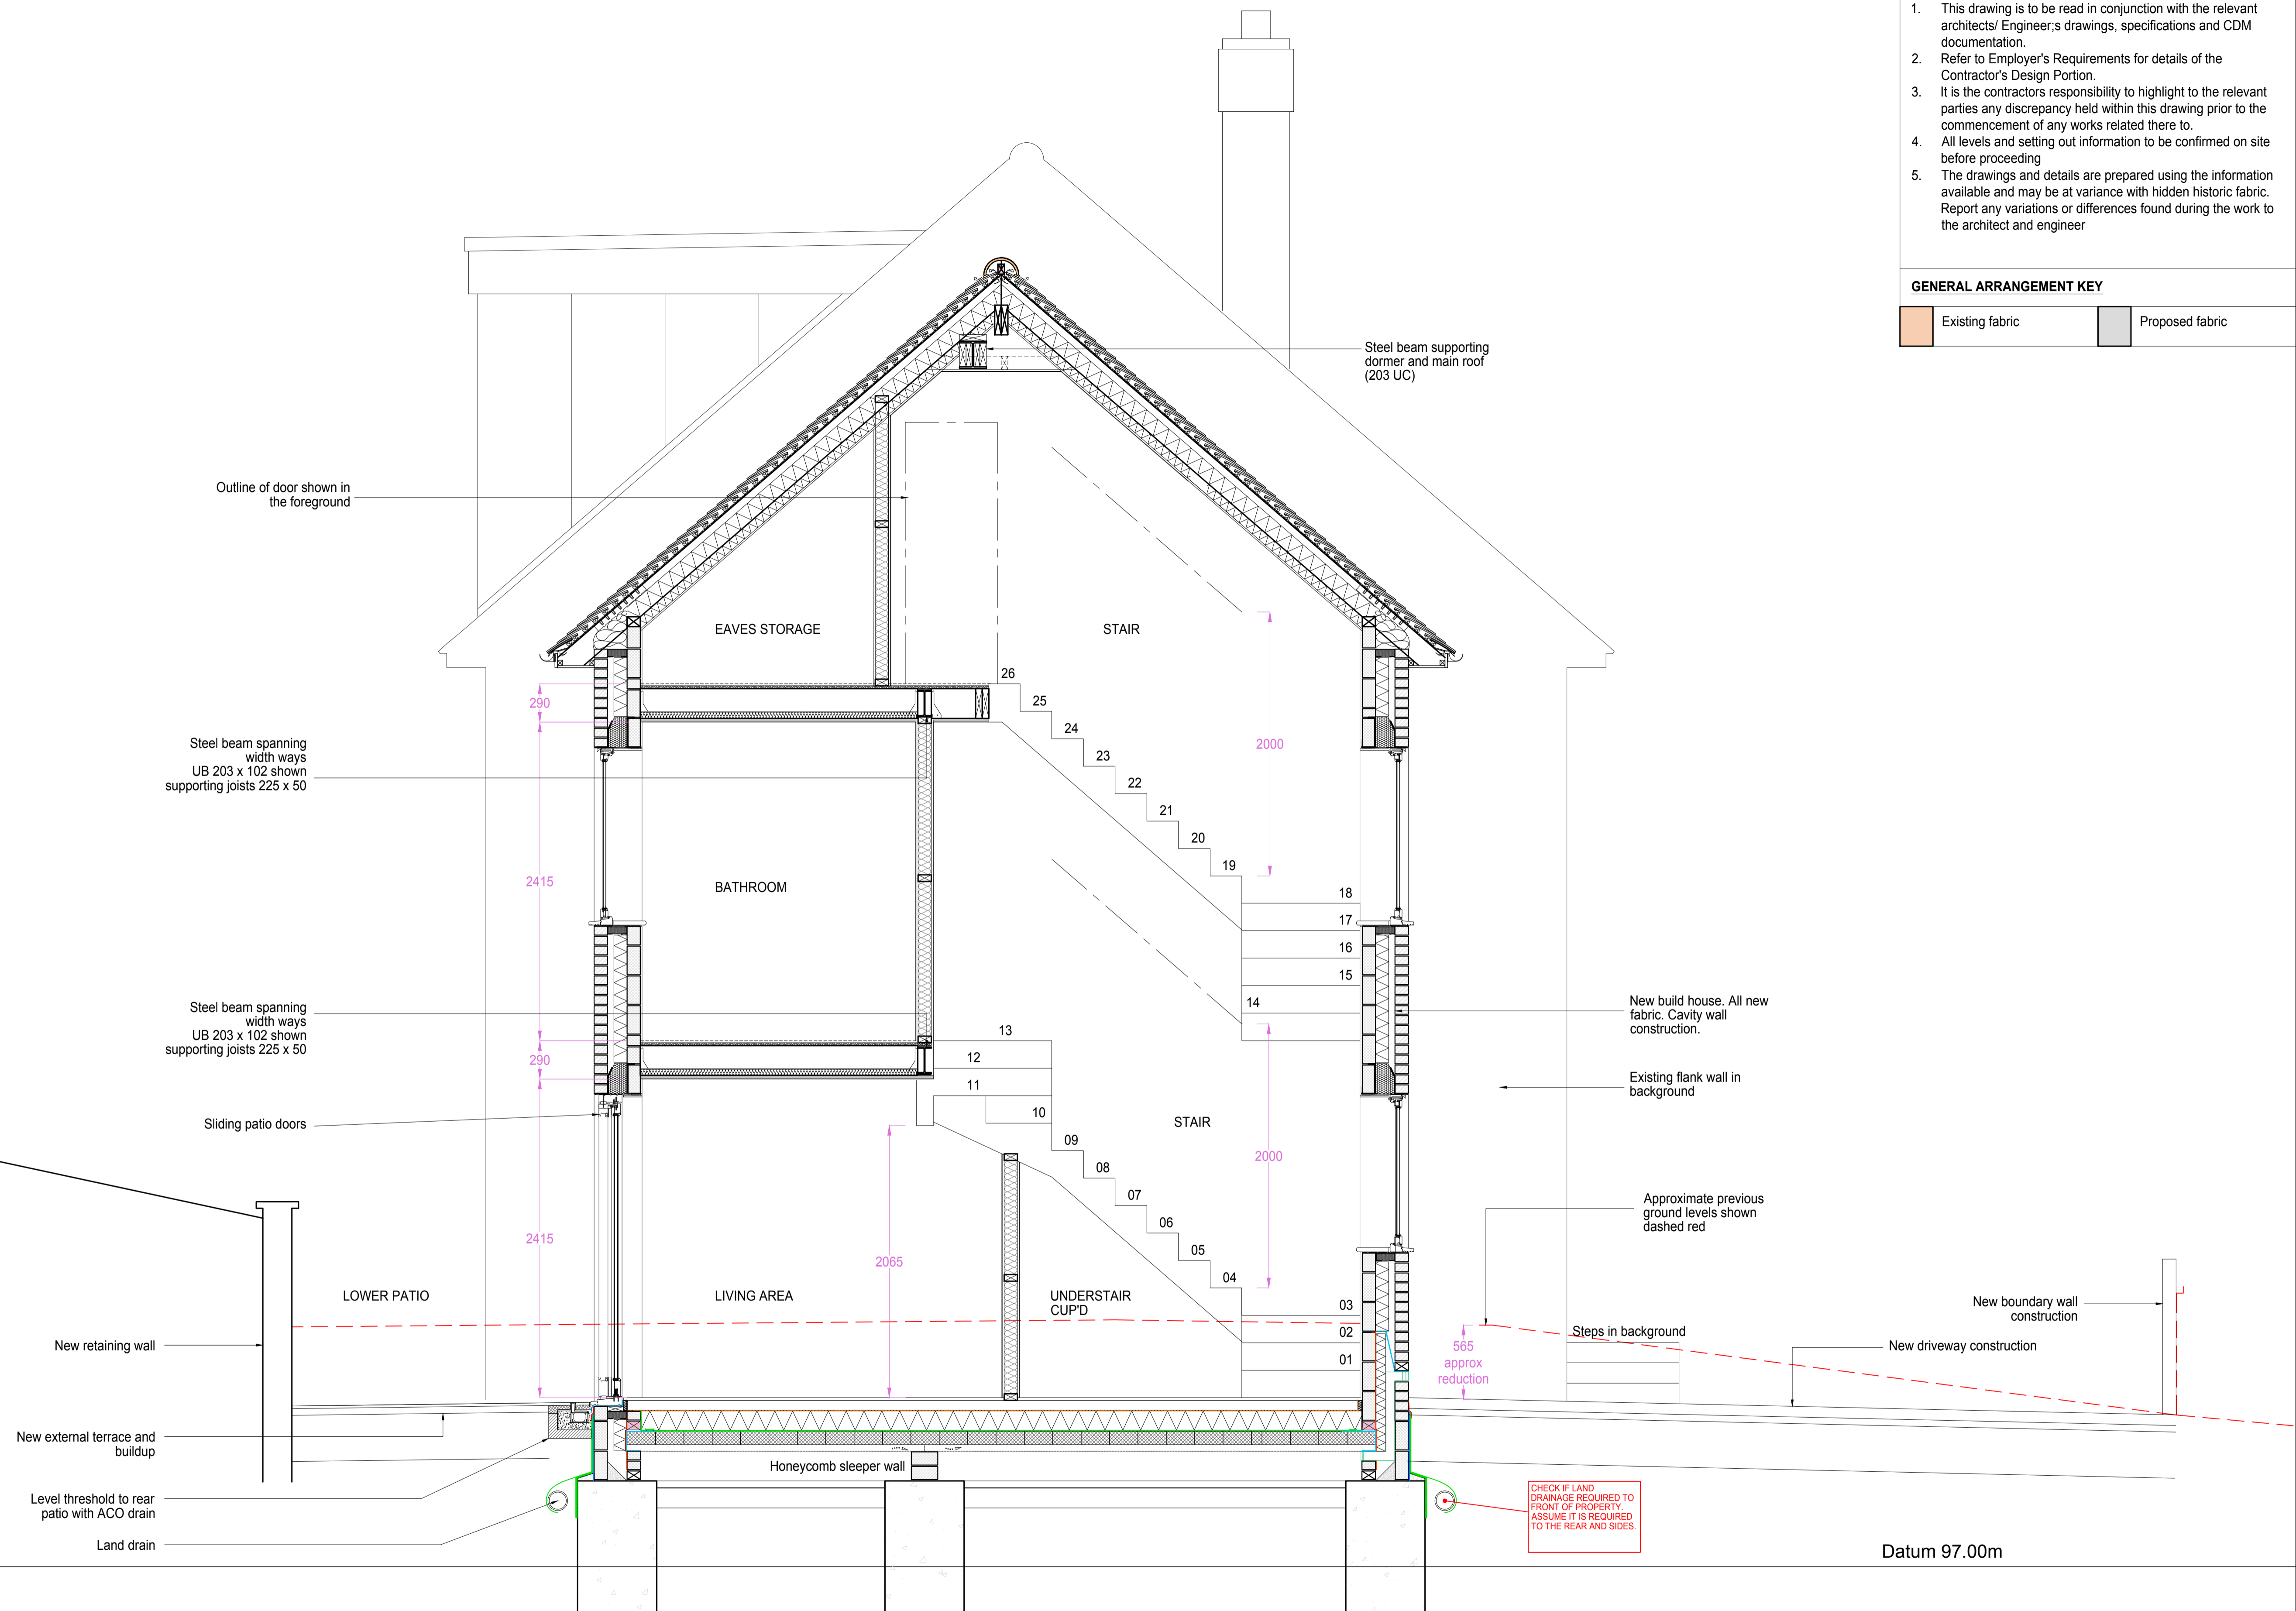 1. This drawing is to be read in conjunction with the relevant
architects/ Engineer;s drawings, specifications and CDM
documentation.
2. Refer to Employer's Requirements for details of the
Contractor's Design Portion.
3. It is the contractors responsibility to highlight to the relevant
parties any discrepancy held within this drawing prior to the
commencement of any works related there to.
4. All levels and setting out information to be confirmed on site
before proceeding
5. The drawings and details are prepared using the information
available and may be at variance with hidden historic fabric.
Report any variations or differences found during the work to
the architect and engineer
GENERAL ARRANGEMENT KEY
Existing fabric
Proposed fabric
Steel beam supporting
dormer and main roof
(203 UC)
Outline of door shown in
the foreground
EAVES STORAGE
STAIR
26
25
24
23
22
21
20
19
18
17
16
15
14
13
12
11
10
09
08
07
06
05
04
03
02
01
290
2415
290
2415
2000
2000
2065
Steel beam spanning
width ways
UB 203 x 102 shown
supporting joists 225 x 50
BATHROOM
Steel beam spanning
width ways
UB 203 x 102 shown
supporting joists 225 x 50
New build house. All new
fabric. Cavity wall
construction.
Existing flank wall in
background
Sliding patio doors
STAIR
Approximate previous
ground levels shown
dashed red
LOWER PATIO
LIVING AREA
UNDERSTAIR
CUP'D
New boundary wall
construction
Steps in background
New driveway construction
565
approx
reduction
New retaining wall
New external terrace and
buildup
Honeycomb sleeper wall
Level threshold to rear
patio with ACO drain
Land drain
CHECK IF LAND
DRAINAGE REQUIRED TO
FRONT OF PROPERTY.
ASSUME IT IS REQUIRED
TO THE REAR AND SIDES.
Datum 97.00m